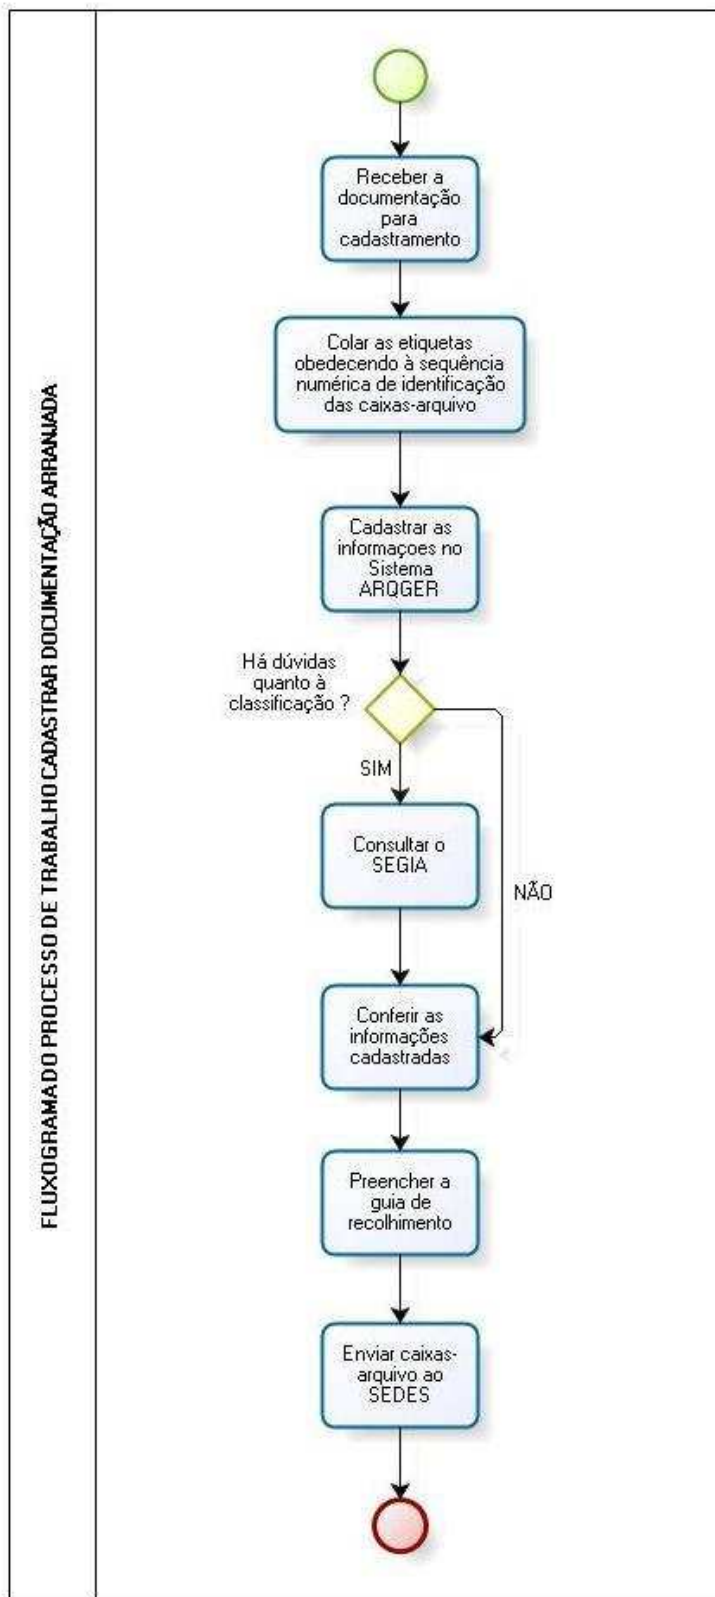 FLUXOGRAMA DO PROCESSO DE TRABALHO CADASTRAR DOCUMENTAÇÃO ARRANJADA
Receber a
documentação
para
cadastramento
Colar as etiquetas
obedecendo à sequência
numérica de identificação
das caixas-arquivo
Cadastrar as
informaçoes no
Sistema
ARQGER
Há dúvidas
quanto à
classificação ?
SIM
Consultar o
SEGIA
NÃO
Conferir as
informações
cadastradas
Preencher a
guia de
recolhimento
Enviar caixas-
arquivo ao
SEDES